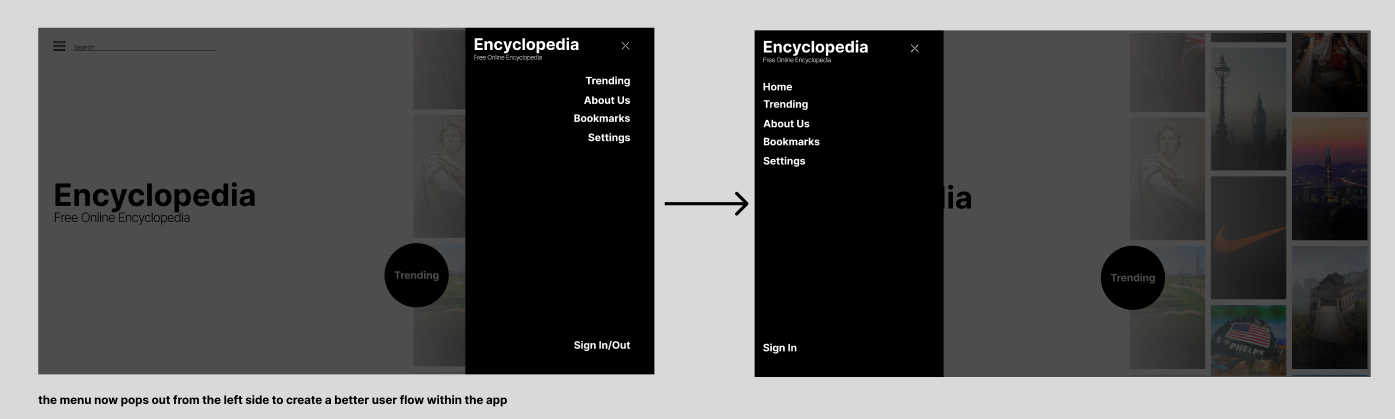 Search
Encyclopedia
Free Online Encyclopedia
Trending
Encyclopedia
Free Online Encyclopedia
Trending
About Us
Bookmarks
Settings
Sign In/Out
Encyclopedia
Free Online Encyclopedia
Home
Trending
About Us
Bookmarks
Settings
Sign In
ia
Trending
PHELPS
the menu now pops out from the left side to create a better user flow within the app